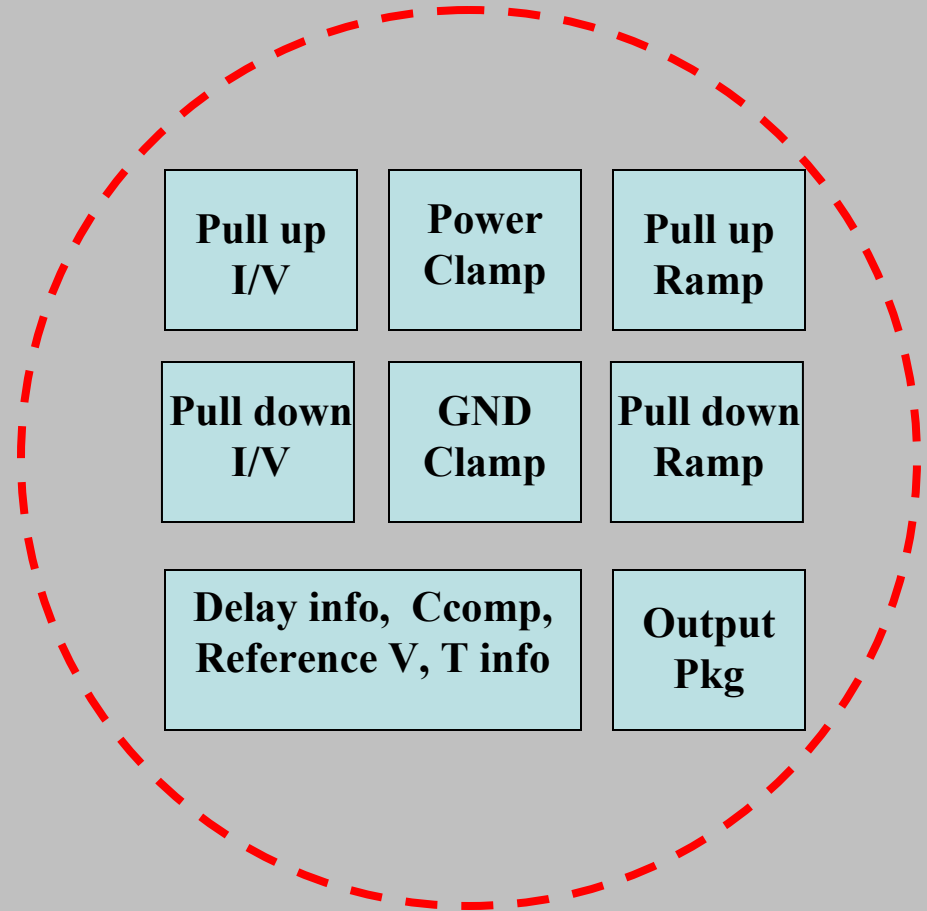 Pull up
I/V
Power
Clamp
Pull up
Ramp
Pull down
I/V
GND
Clamp
Pull down
Ramp
Delay info,  Ccomp,
Reference V, T info
Output
Pkg